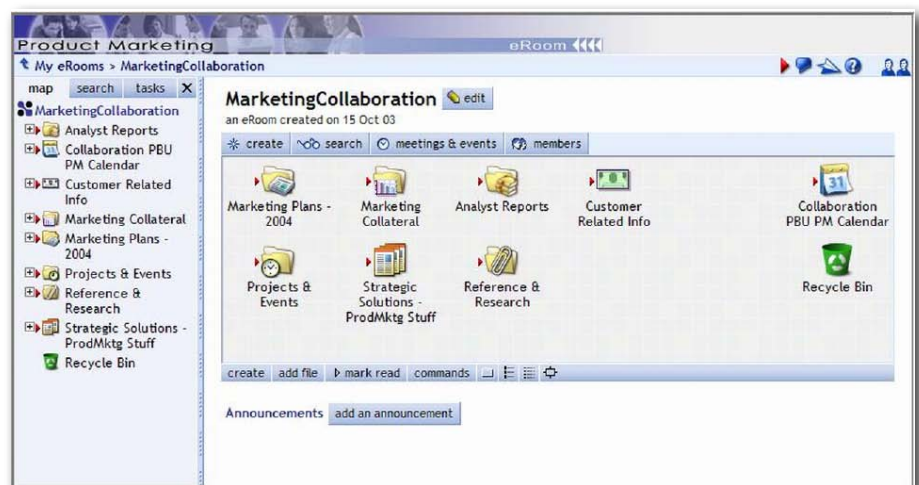 Product Marketing
eRoom
My eRooms > MarketingCollaboration
map search tasks X
MarketingCollaboration
Analyst Reports
Collaboration PBU
PM Calendar
Customer Related
Info
Marketing Collateral
Marketing Plans -
2004
Projects & Events
Reference &
Research
Strategic Solutions -
ProdMktg Stuff
Recycle Bin
MarketingCollaboration edit
an eRoom created on 15 Oct 03
create search meetings & events members
Marketing Plans -
2004
Marketing
Collateral
Analyst Reports
Customer
Related Info
31
Collaboration
PBU PM Calendar
Projects &
Events
Strategic
Solutions -
ProdMktg Stuff
Reference &
Research
Recycle Bin
create add file mark read commands
Announcements add an announcement